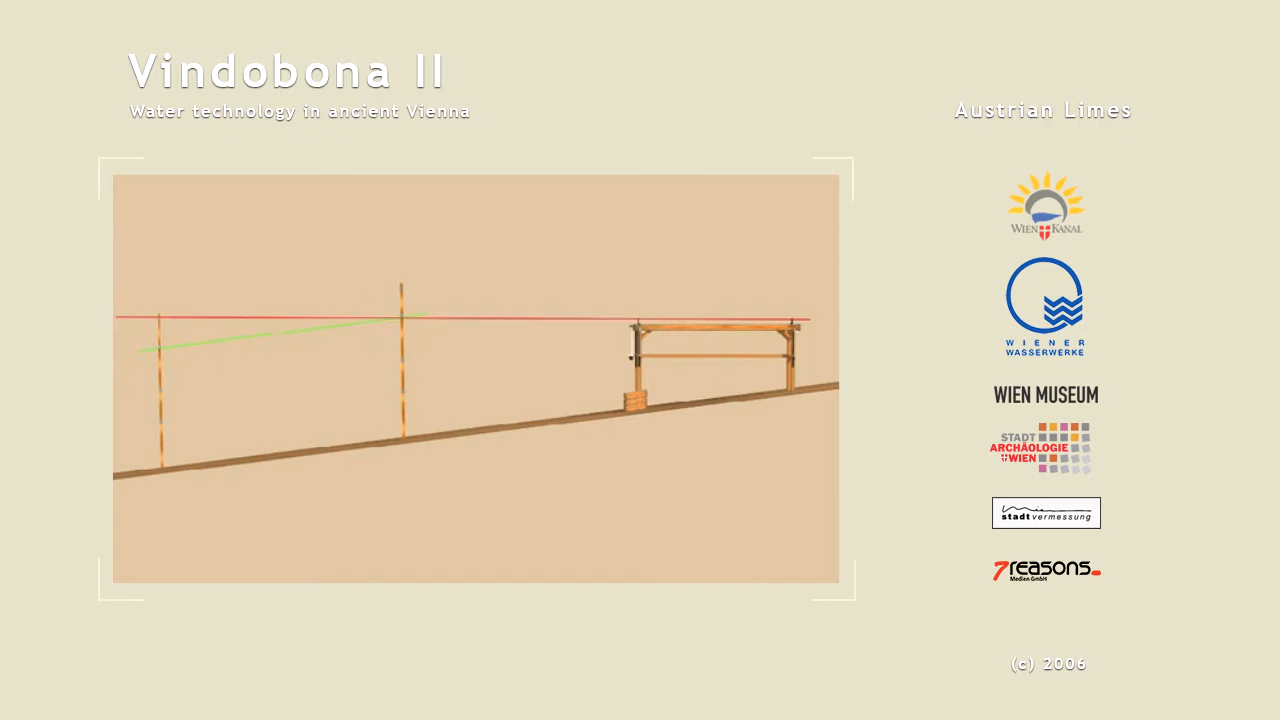 Vindobona II
Water technology in ancient Vienna
Austrian Limes
WIEN KANAL
WIENER
WASSERWERKE
WIEN MUSEUM
STADT
ARCHÄOLOGIE
WIEN
stadtvermessung
7reasons
Medien GmbH
(c) 2006